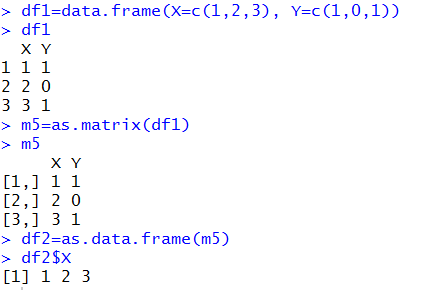 > df1=data.frame(X=c(1,2,3), Y=c(1,0,1))
> df1
  X Y
1 1 1
2 2 0
3 3 1
> m5=as.matrix(df1)
> m5
     X Y
[1,] 1 1
[2,] 2 0
[3,] 3 1
> df2=as.data.frame(m5)
> df2$X
[1] 1 2 3